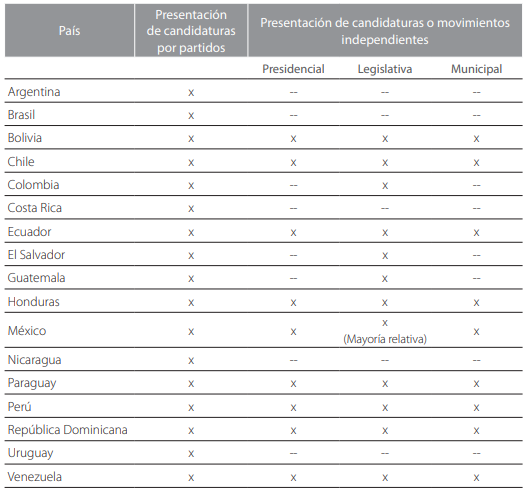 País
Presentación
de candidaturas
por partidos
Presentación de candidaturas o movimientos
independientes
Presidencial Legislativa Municipal
Argentina x -- -- --
Brasil x -- -- --
Bolivia x x x x
Chile x x x x
Colombia x -- x --
Costa Rica x -- -- --
Ecuador x x x x
El Salvador x -- x --
Guatemala x -- x --
Honduras x x x x
México x x x (Mayoría relativa) x
Nicaragua x -- -- --
Paraguay x x x x
Perú x x x x
República Dominicana x x x x
Uruguay x -- -- --
Venezuela x x x x